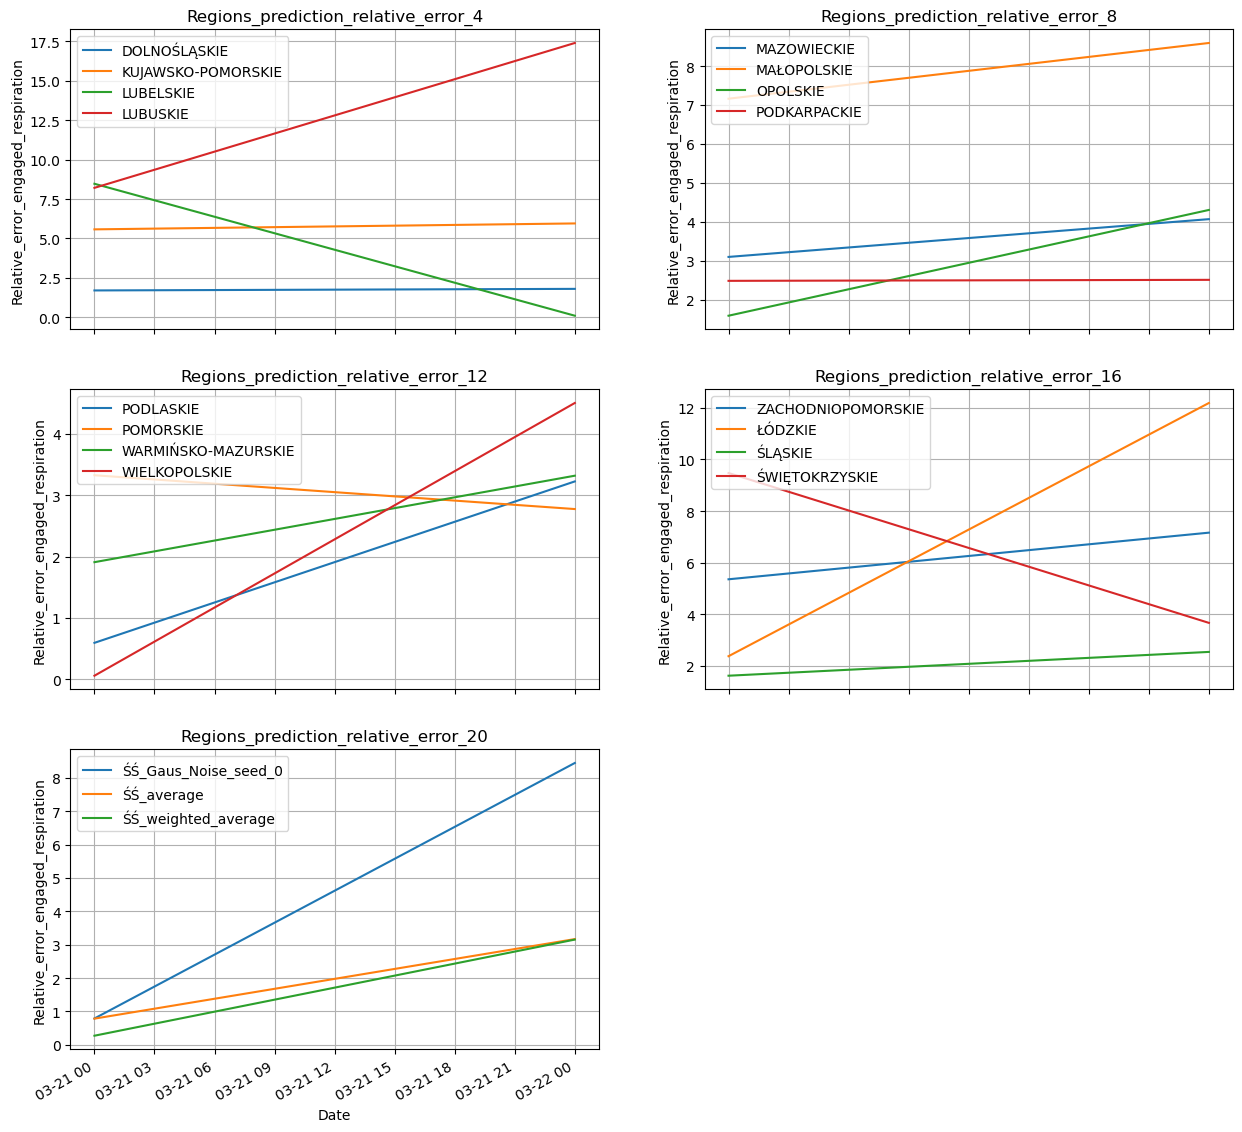 Regions_prediction_relative_error_4
Relative_error_engaged_respiration
17.5
15.0
12.5
10.0
7.5
5.0
2.5
0.0
DOLNOŚLĄSKIE
KUJAWSKO-POMORSKIE
LUBELSKIE
LUBUSKIE
Regions_prediction_relative_error_8
Relative_error_engaged_respiration
8
7
6
5
4
3
2
MAZOWIECKIE
MAŁOPOLSKIE
OPOLSKIE
PODKARPACKIE
Regions_prediction_relative_error_12
Relative_error_engaged_respiration
4
3
2
1
0
PODLASKIE
POMORSKIE
WARMIŃSKO-MAZURSKIE
WIELKOPOLSKIE
Regions_prediction_relative_error_16
Relative_error_engaged_respiration
12
10
8
6
4
2
ZACHODNIOPOMORSKIE
ŁÓDZKIE
ŚLĄSKIE
ŚWIĘTOKRZYSKIE
Regions_prediction_relative_error_20
Relative_error_engaged_respiration
8
7
6
5
4
3
2
1
0
ŚŚ_Gaus_Noise_seed_0
ŚŚ_average
ŚŚ_weighted_average
03-21 00
03-21 03
03-21 06
03-21 09
03-21 12
03-21 15
03-21 18
03-21 21
03-22 00
Date